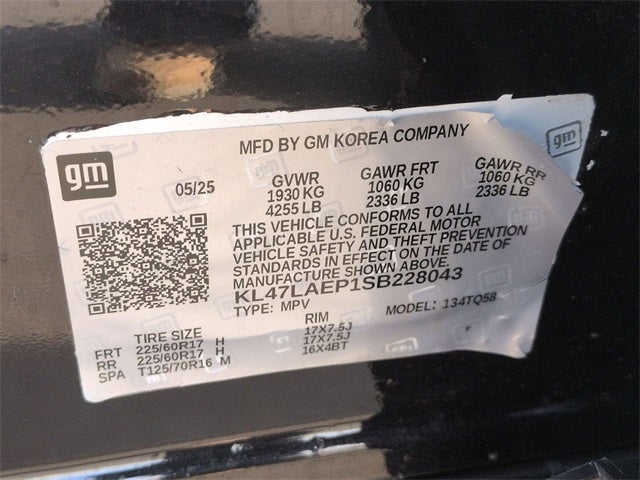 MFD BY GM KOREA COMPANY
gm
gm
05/25
GVWR GAWR FRT GAWR RR
1930 KG 1060 KG 1060 KG
4255 LB 2336 LB 2336 LB
THIS VEHICLE CONFORMS TO ALL
APPLICABLE U.S. FEDERAL MOTOR
VEHICLE SAFETY AND THEFT PREVENTION
STANDARDS IN EFFECT ON THE DATE OF
MANUFACTURE SHOWN ABOVE.
KL47LAEP1SB228043
TYPE: MPV MODEL: 134TQ58
TIRE SIZE RIM
FRT 225/60R17 H 17X7.5J
RR 225/60R17 H 17X7.5J
SPA T125/70R16 M 16X4BT